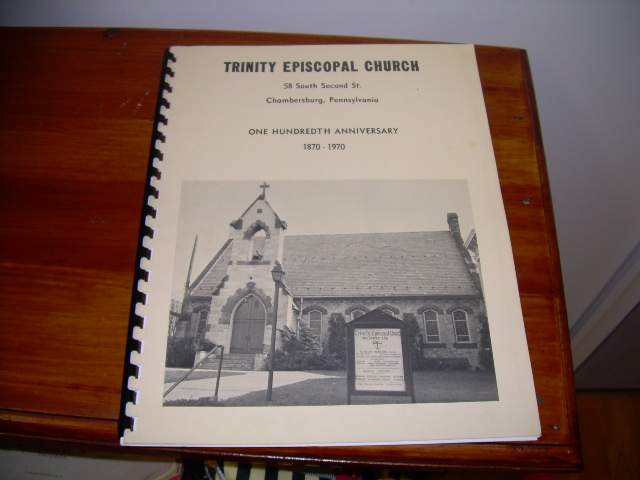 TRINITY EPISCOPAL CHURCH
58 South Second St.
Chambersburg, Pennsylvania
ONE HUNDREDTH ANNIVERSARY
1870 - 1970